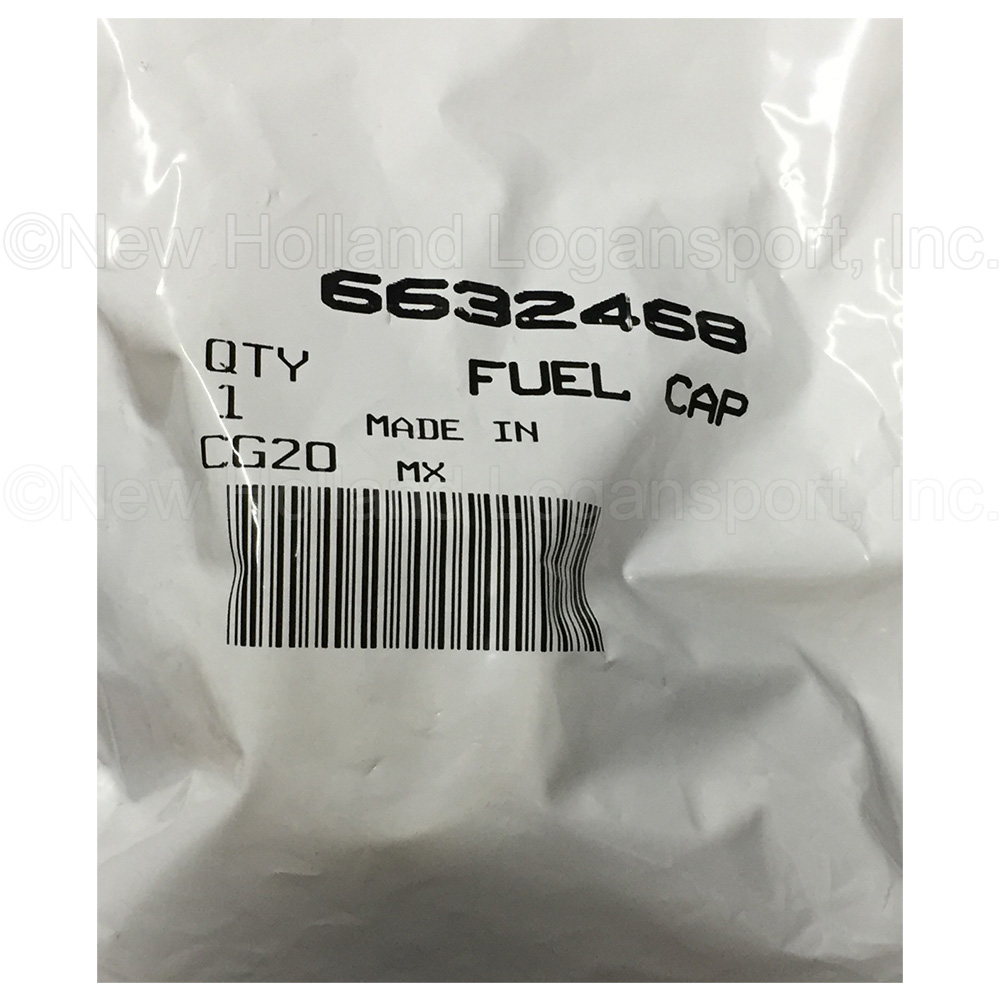 ©New Holland Logansport, Inc.
6632468
QTY FUEL CAP
1 MADE IN
CG20 MX
©New Holland Logansport, Inc.